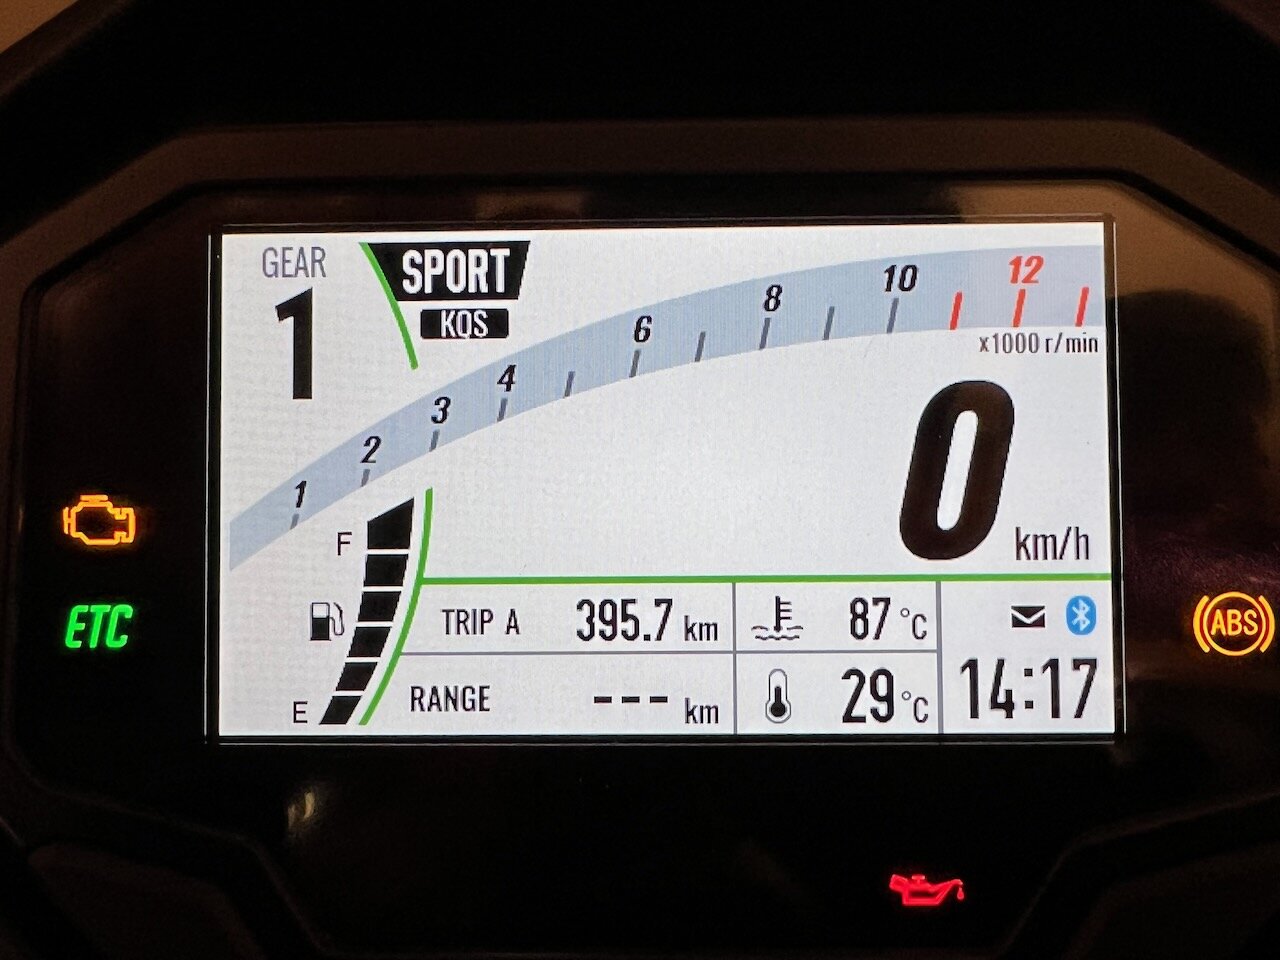 GEAR
1
SPORT
KQS
1 2 3 4 6 8 10 12
x1000 r/min
0 km/h
F
E
ETC
ABS
TRIP A 395.7 km
RANGE --- km
87 °C
29 °C
14:17